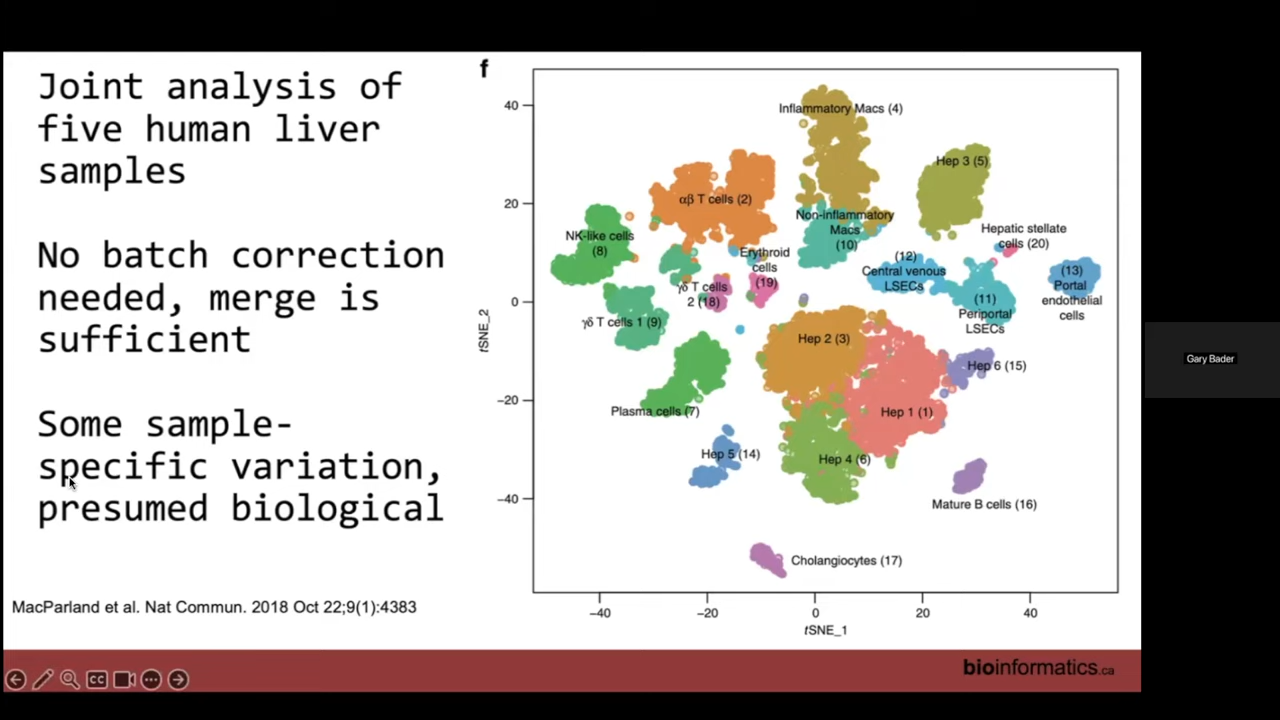 Joint analysis of
five human liver
samples
No batch correction
needed, merge is
sufficient
Some sample-
specific variation,
presumed biological
MacParland et al. Nat Commun. 2018 Oct 22;9(1):4383
f
40
20
0
−20
−40
tSNE_2
Inflammatory Macs (4)
Hep 3 (5)
αβ T cells (2)
Non-inflammatory
Macs
(10)
Hepatic stellate
cells (20)
NK-like cells
(8)
Erythroid
cells
(19)
(12)
Central venous
LSECs
(13)
Portal
endothelial
cells
γδ T cells
2 (18)
(11)
Periportal
LSECs
γδ T cells 1 (9)
Hep 2 (3)
Hep 6 (15)
Plasma cells (7)
Hep 1 (1)
Hep 5 (14)
Hep 4 (6)
Mature B cells (16)
Cholangiocytes (17)
−40
−20
0
20
40
tSNE_1
CC
bioinformatics.ca
Gary Bader